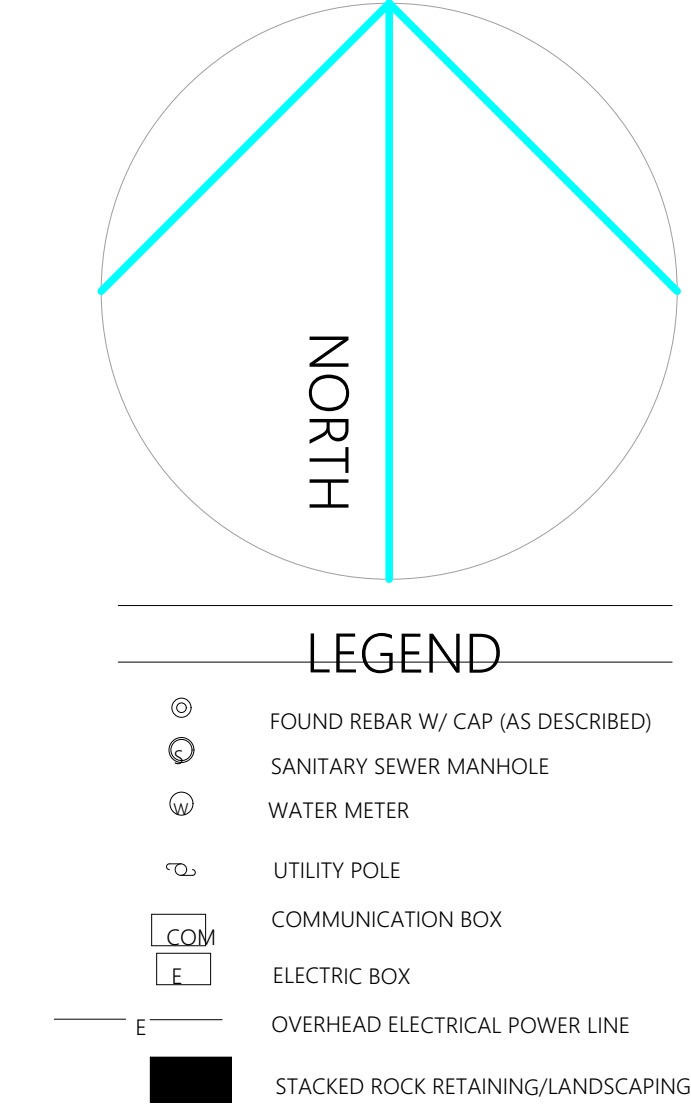 NORTH
LEGEND
FOUND REBAR W/ CAP (AS DESCRIBED)
S SANITARY SEWER MANHOLE
W WATER METER
UTILITY POLE
COM COMMUNICATION BOX
E ELECTRIC BOX
E OVERHEAD ELECTRICAL POWER LINE
STACKED ROCK RETAINING/LANDSCAPING